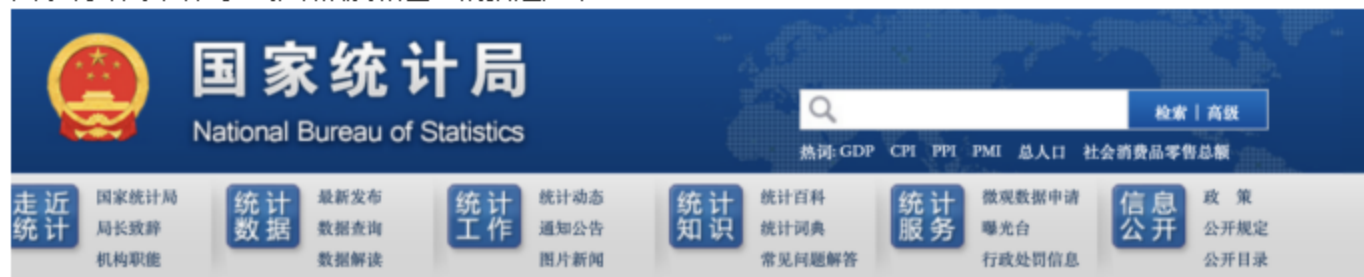 国家统计局
National Bureau of Statistics
检索 | 高级
热词: GDP CPI PPI PMI 总人口 社会消费品零售总额
走近统计
国家统计局
局长致辞
机构职能
统计数据
最新发布
数据查询
数据解读
统计工作
统计动态
通知公告
图片新闻
统计知识
统计百科
统计词典
常见问题解答
统计服务
微观数据申请
曝光台
行政处罚信息
信息公开
政 策
公开规定
公开目录